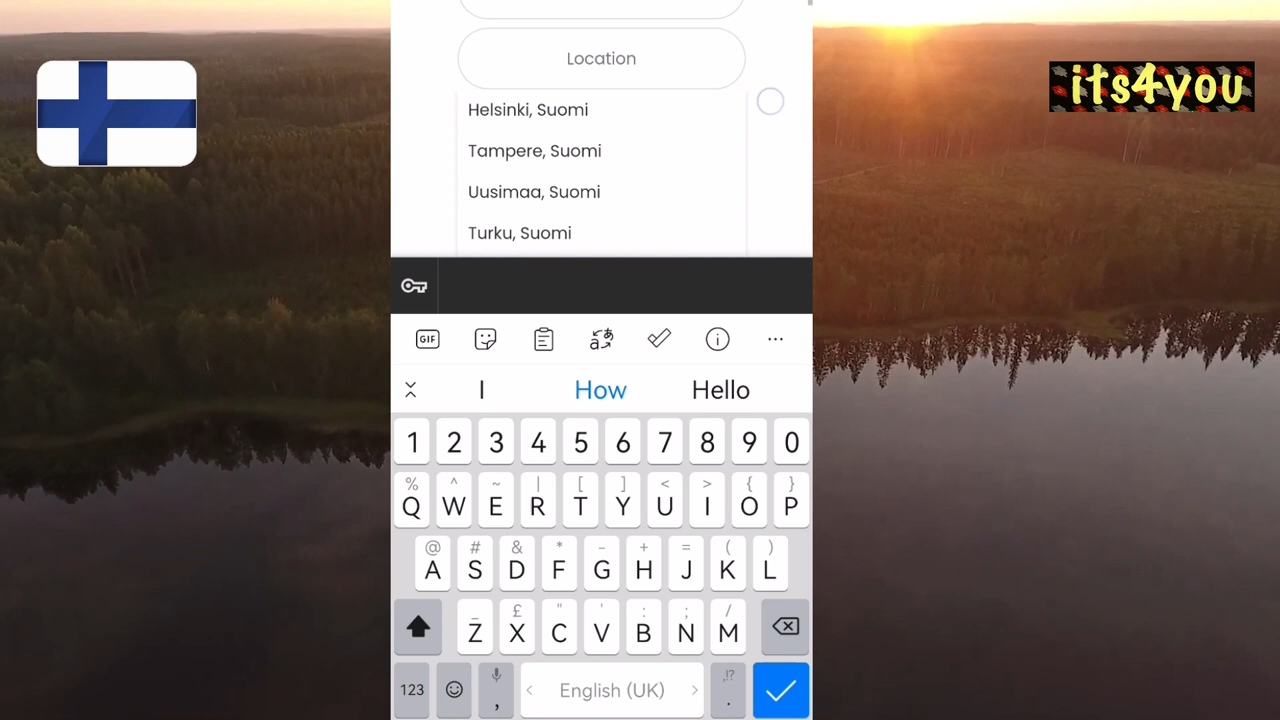 its4you
Location
Helsinki, Suomi
Tampere, Suomi
Uusimaa, Suomi
Turku, Suomi
GIF
I How Hello
1 2 3 4 5 6 7 8 9 0
% ^ ~ | [ ] < > { }
Q W E R T Y U I O P
@ # & * - + = ( )
A S D F G H J K L
_ £ " ' : ; /
Z X C V B N M
,!?
123 , < English (UK) > .